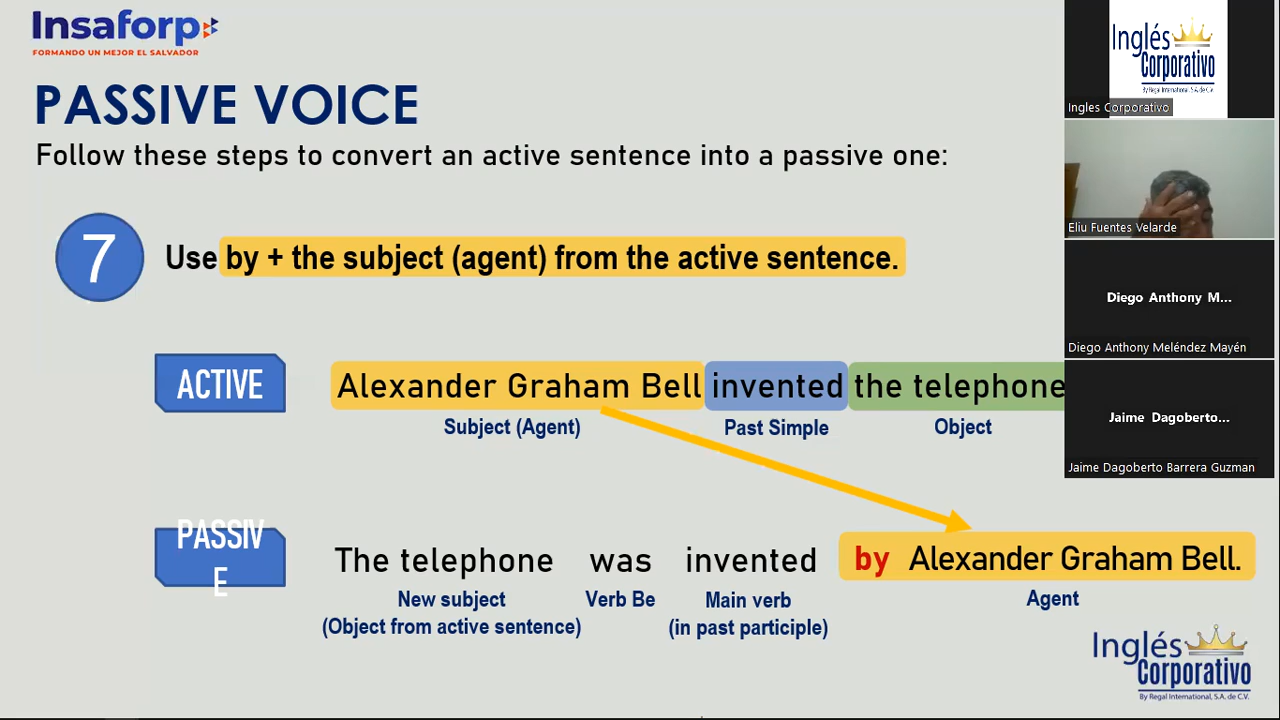 Insaforp
FORMANDO UN MEJOR EL SALVADOR
PASSIVE VOICE
Follow these steps to convert an active sentence into a passive one:
7
Use by + the subject (agent) from the active sentence.
ACTIVE
Alexander Graham Bell invented the telephone
Subject (Agent) Past Simple Object
PASSIV
E
The telephone was invented by Alexander Graham Bell.
New subject Verb Be Main verb Agent
(Object from active sentence) (in past participle)
Inglés
Corporativo
By Regal International, S.A. de C.V.
Inglés
Corporativo
By Regal International, S.A. de C.V.
Ingles Corporativo
Eliu Fuentes Velarde
Diego Anthony M...
Diego Anthony Meléndez Mayén
Jaime Dagoberto...
Jaime Dagoberto Barrera Guzman